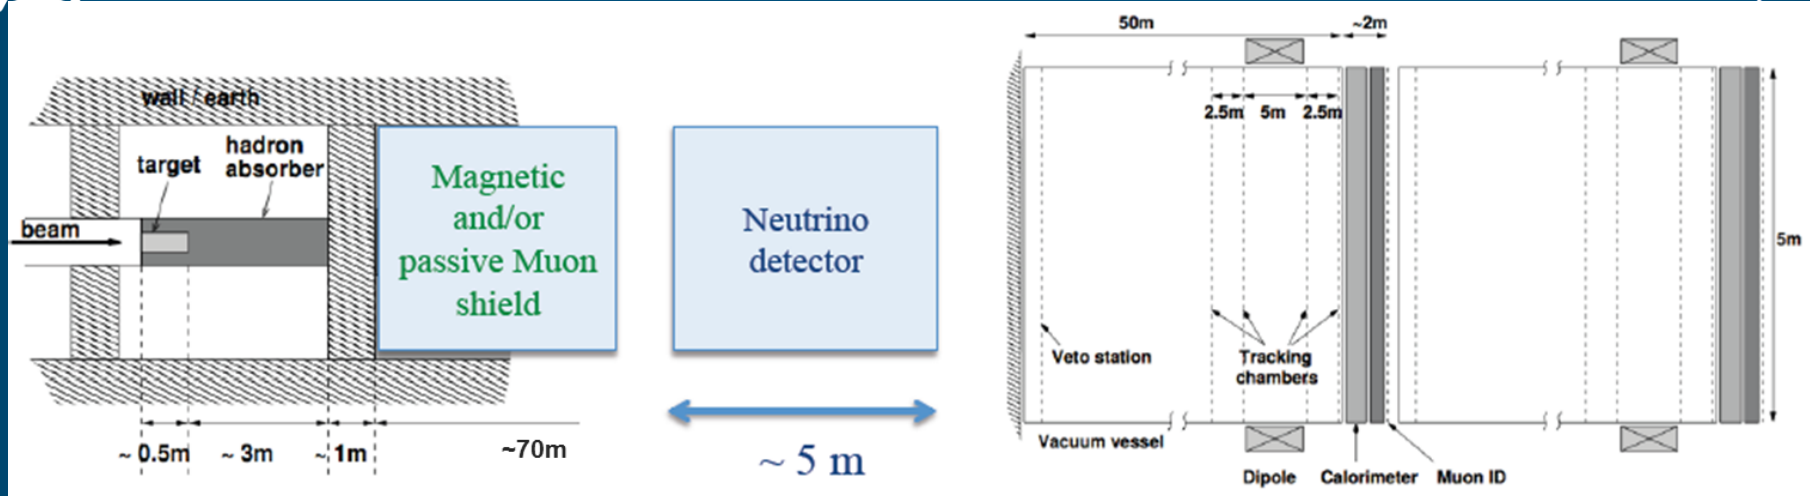 wall / earth
target
hadron
absorber
beam
~ 0.5m
~ 3m
~ 1m
~70m
Magnetic
and/or
passive Muon
shield
Neutrino
detector
~ 5 m
50m
~2m
2.5m
5m
2.5m
5m
Veto station
Tracking
chambers
Vacuum vessel
Dipole
Calorimeter
Muon ID